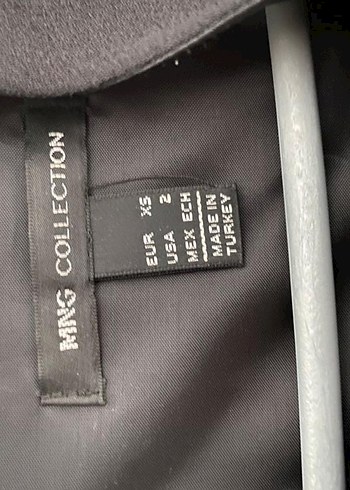 MNG COLLECTION
EUR XS
USA 2
MEX ECH
MADE IN
TURKEY